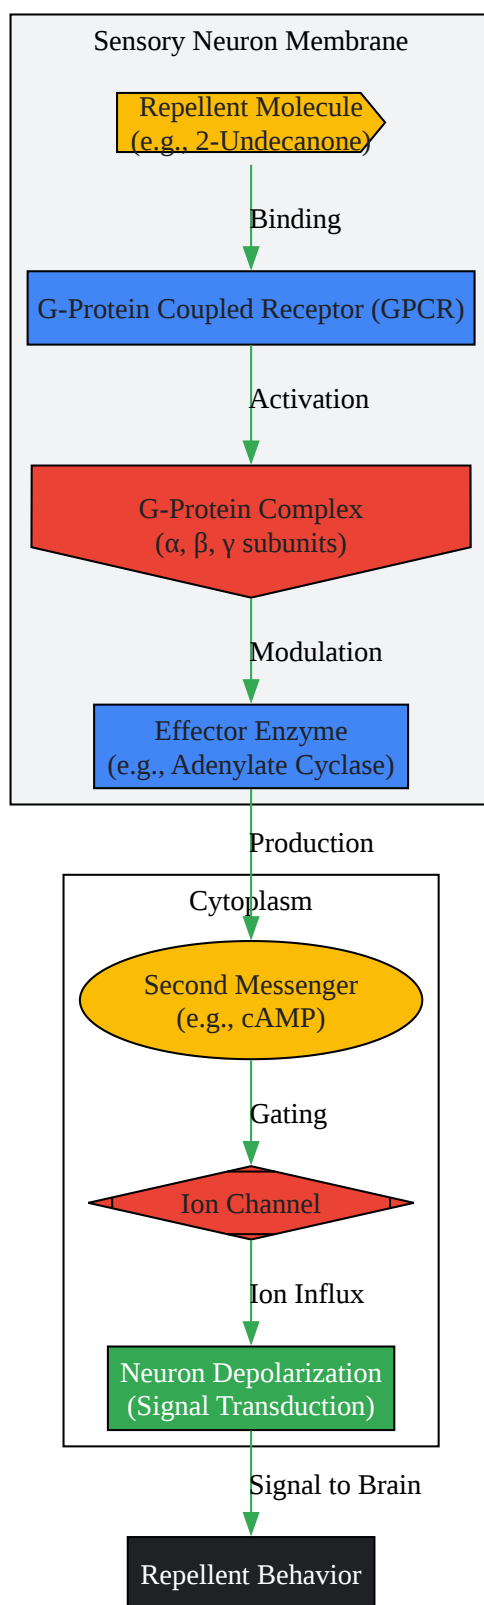 Sensory Neuron Membrane
Repellent Molecule
(e.g., 2-Undecanone)
Binding
G-Protein Coupled Receptor (GPCR)
Activation
G-Protein Complex
(α, β, γ subunits)
Modulation
Effector Enzyme
(e.g., Adenylate Cyclase)
Production
Cytoplasm
Second Messenger
(e.g., cAMP)
Gating
Ion Channel
Ion Influx
Neuron Depolarization
(Signal Transduction)
Signal to Brain
Repellent Behavior